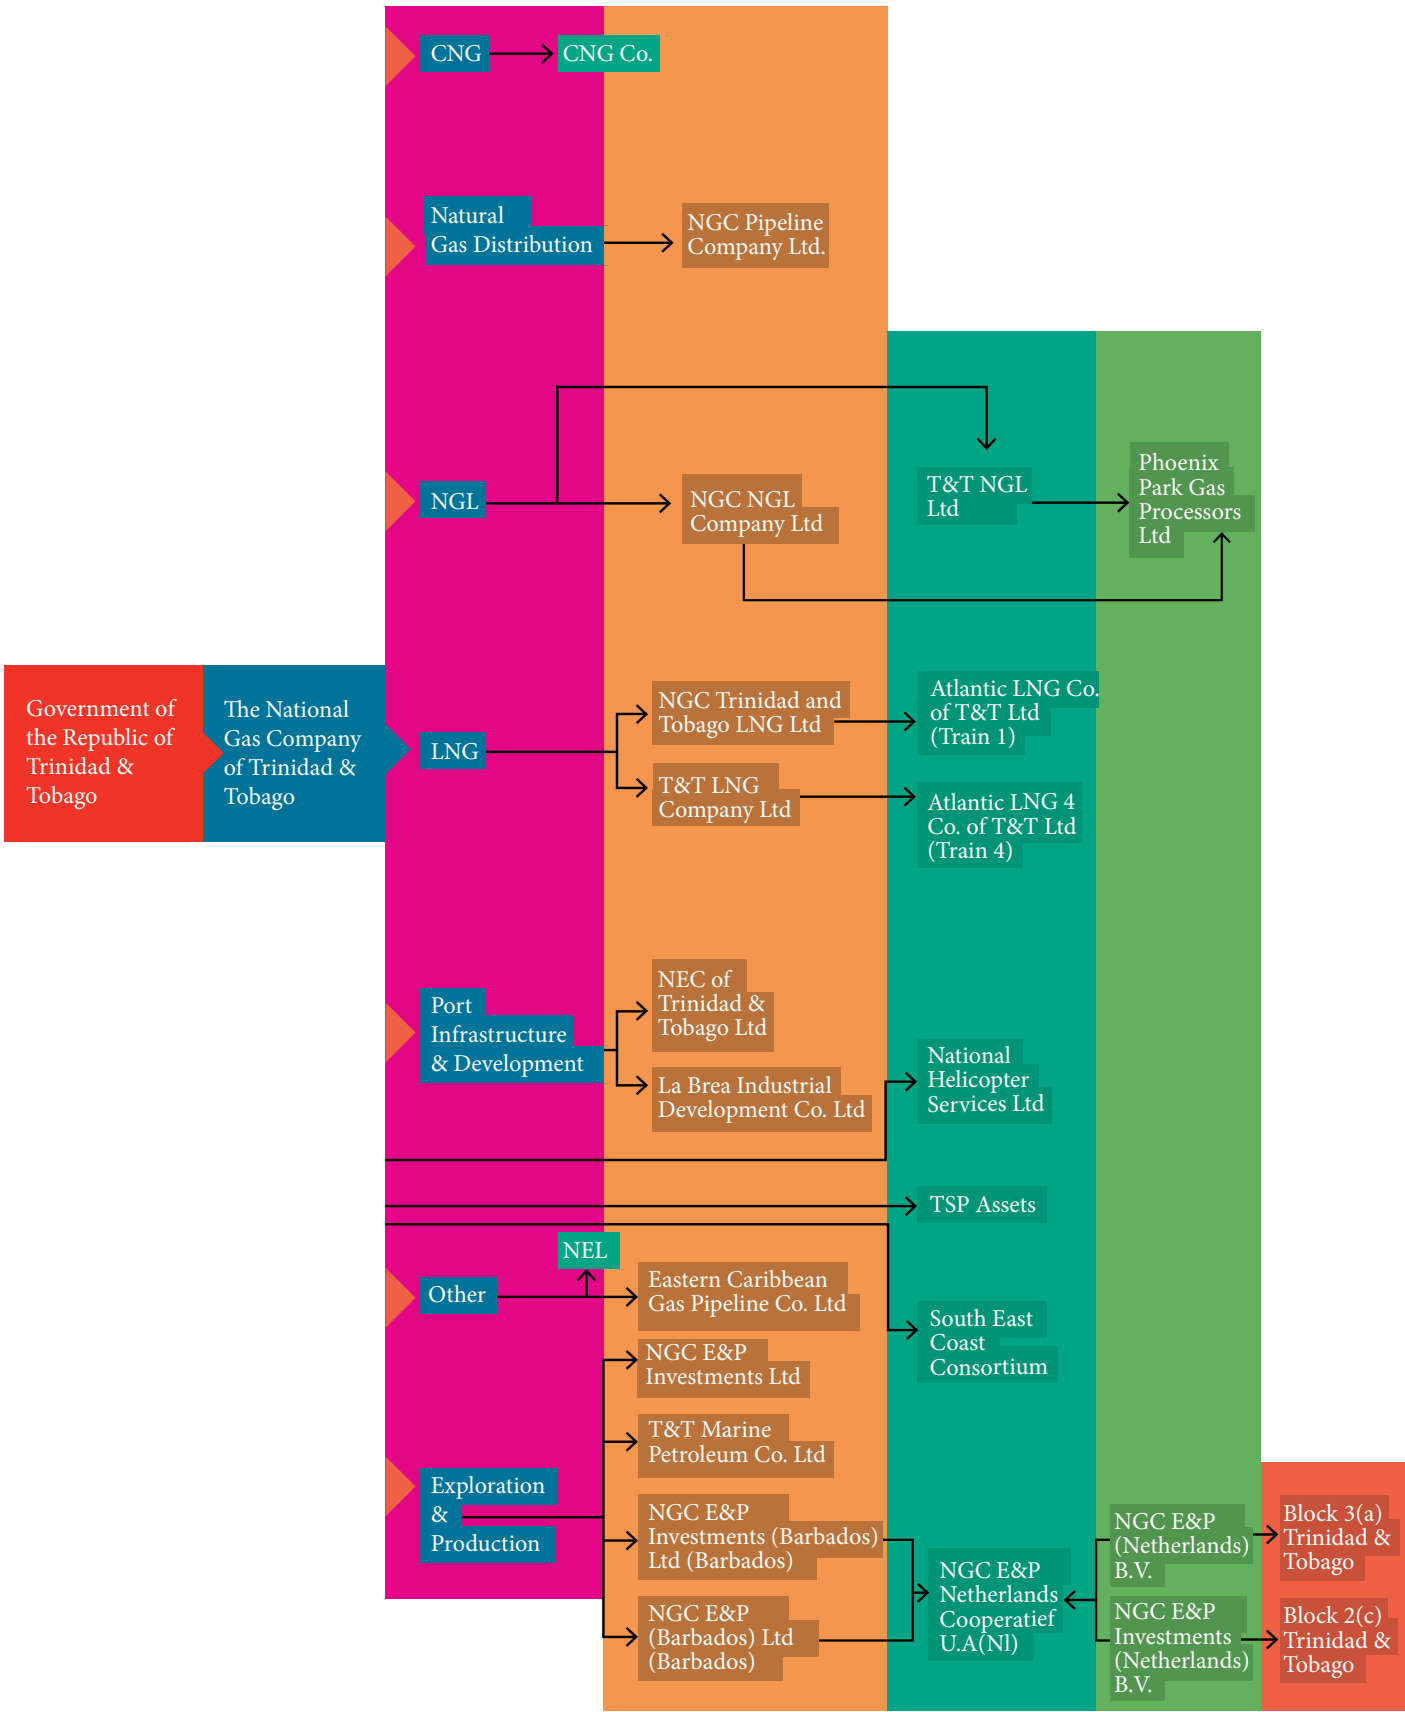 CNG
CNG Co.
Natural
Gas Distribution
NGC Pipeline
Company Ltd.
NGL
NGC NGL
Company Ltd
T&T NGL
Ltd
Phoenix
Park Gas
Processors
Ltd
Government of
the Republic of
Trinidad &
Tobago
The National
Gas Company
of Trinidad &
Tobago
LNG
NGC Trinidad and
Tobago LNG Ltd
T&T LNG
Company Ltd
Atlantic LNG Co.
of T&T Ltd
(Train 1)
Atlantic LNG 4
Co. of T&T Ltd
(Train 4)
Port
Infrastructure
& Development
NEC of
Trinidad &
Tobago Ltd
La Brea Industrial
Development Co. Ltd
National
Helicopter
Services Ltd
TSP Assets
NEL
Other
Eastern Caribbean
Gas Pipeline Co. Ltd
South East
Coast
Consortium
Exploration
&
Production
NGC E&P
Investments Ltd
T&T Marine
Petroleum Co. Ltd
NGC E&P
Investments (Barbados)
Ltd (Barbados)
NGC E&P
(Barbados) Ltd
(Barbados)
NGC E&P
Netherlands
Cooperatief
U.A(Nl)
NGC E&P
(Netherlands)
B.V.
NGC E&P
Investments
(Netherlands)
B.V.
Block 3(a)
Trinidad &
Tobago
Block 2(c)
Trinidad &
Tobago